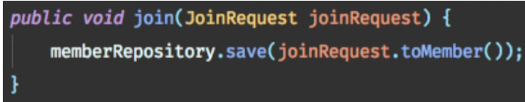 public void join(JoinRequest joinRequest) {
    memberRepository.save(joinRequest.toMember());
}